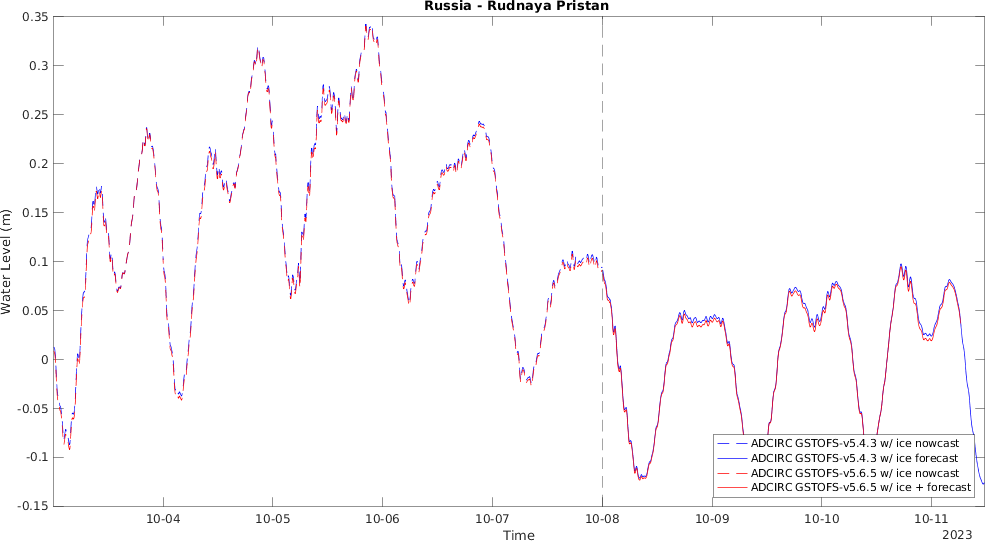 Russia - Rudnaya Pristan
0.35
0.3
0.25
0.2
0.15
0.1
0.05
0
-0.05
-0.1
-0.15
Water Level (m)
10-04 10-05 10-06 10-07 10-08 10-09 10-10 10-11
Time
2023
ADCIRC GSTOFS-v5.4.3 w/ ice nowcast
ADCIRC GSTOFS-v5.4.3 w/ ice forecast
ADCIRC GSTOFS-v5.6.5 w/ ice nowcast
ADCIRC GSTOFS-v5.6.5 w/ ice + forecast